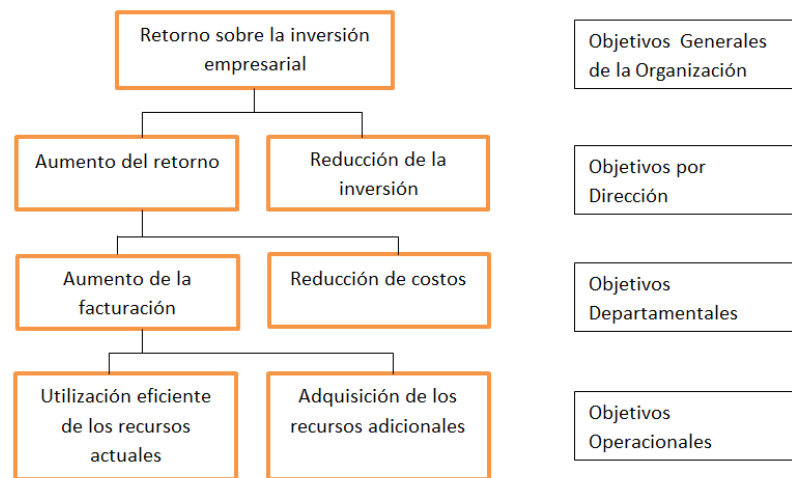 Retorno sobre la inversión
empresarial
Objetivos Generales
de la Organización
Aumento del retorno
Reducción de la
inversión
Objetivos por
Dirección
Aumento de la
facturación
Reducción de costos
Objetivos
Departamentales
Utilización eficiente
de los recursos
actuales
Adquisición de los
recursos adicionales
Objetivos
Operacionales